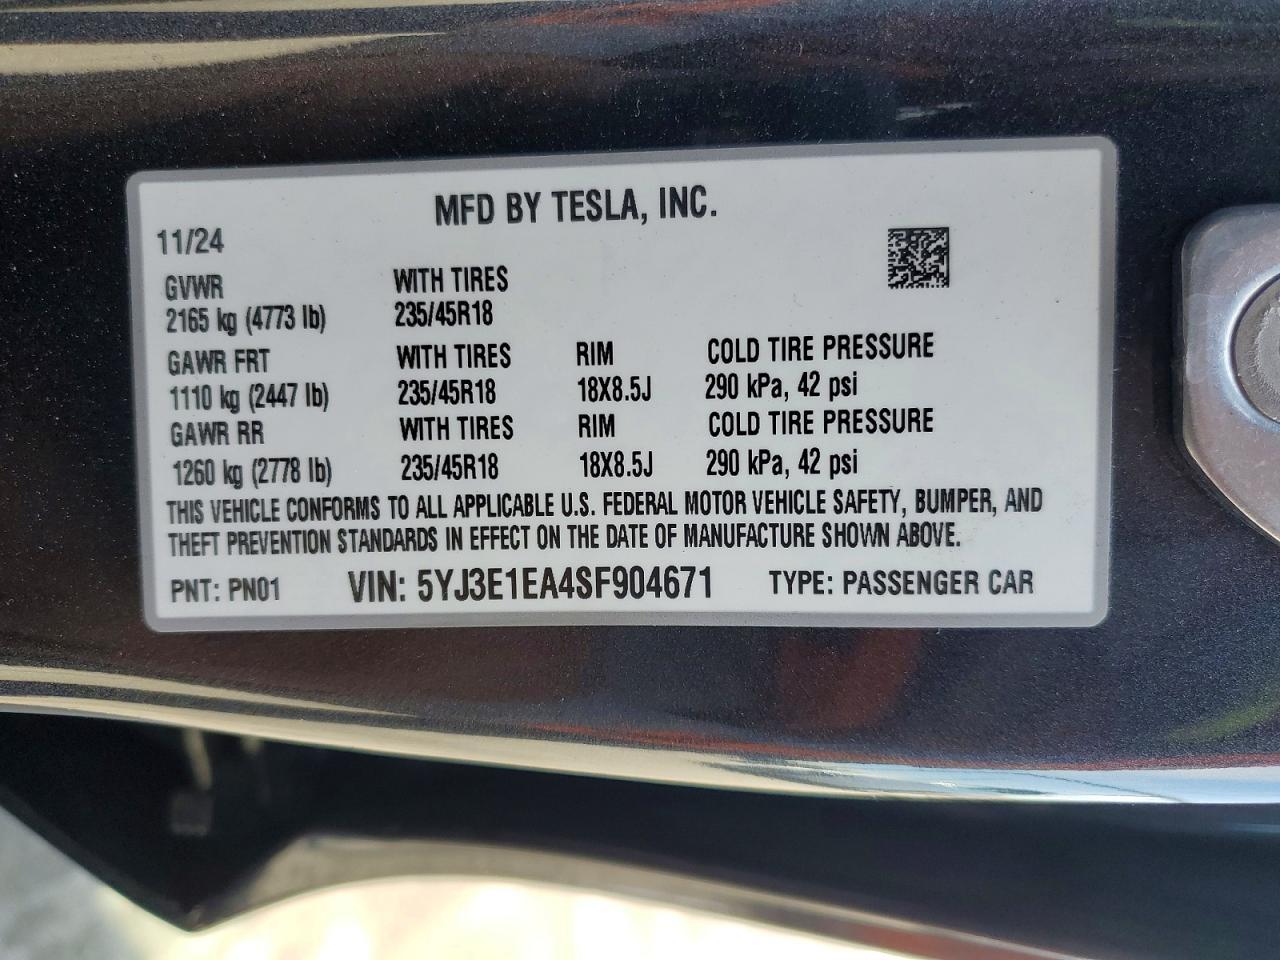 MFD BY TESLA, INC.
11/24
GVWR WITH TIRES
2165 kg (4773 lb) 235/45R18
GAWR FRT WITH TIRES RIM COLD TIRE PRESSURE
1110 kg (2447 lb) 235/45R18 18X8.5J 290 kPa, 42 psi
GAWR RR WITH TIRES RIM COLD TIRE PRESSURE
1260 kg (2778 lb) 235/45R18 18X8.5J 290 kPa, 42 psi
THIS VEHICLE CONFORMS TO ALL APPLICABLE U.S. FEDERAL MOTOR VEHICLE SAFETY, BUMPER, AND
THEFT PREVENTION STANDARDS IN EFFECT ON THE DATE OF MANUFACTURE SHOWN ABOVE.
PNT: PN01 VIN: 5YJ3E1EA4SF904671 TYPE: PASSENGER CAR